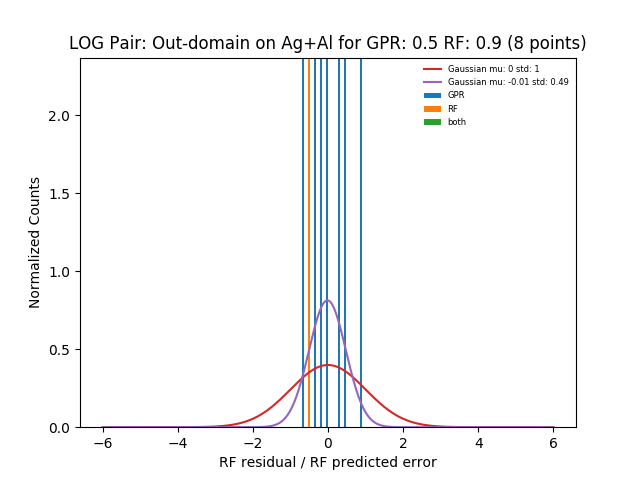 LOG Pair: Out-domain on Ag+Al for GPR: 0.5 RF: 0.9 (8 points)
Gaussian mu: 0 std: 1
Gaussian mu: -0.01 std: 0.49
GPR
RF
both
Normalized Counts
2.0
1.5
1.0
0.5
0.0
−6 −4 −2 0 2 4 6
RF residual / RF predicted error